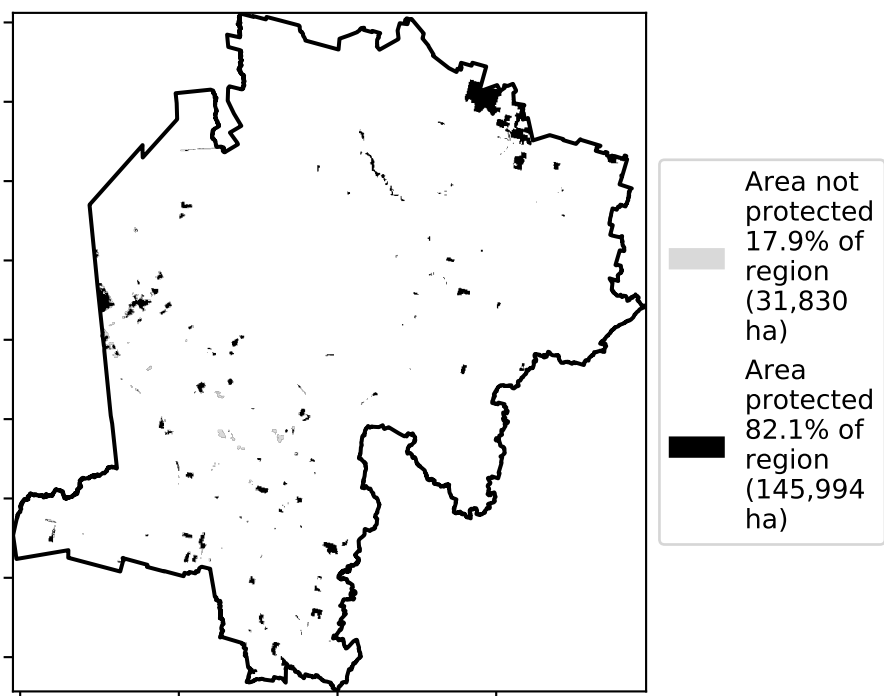 Area not
protected
17.9% of
region
(31,830
ha)
Area
protected
82.1% of
region
(145,994
ha)